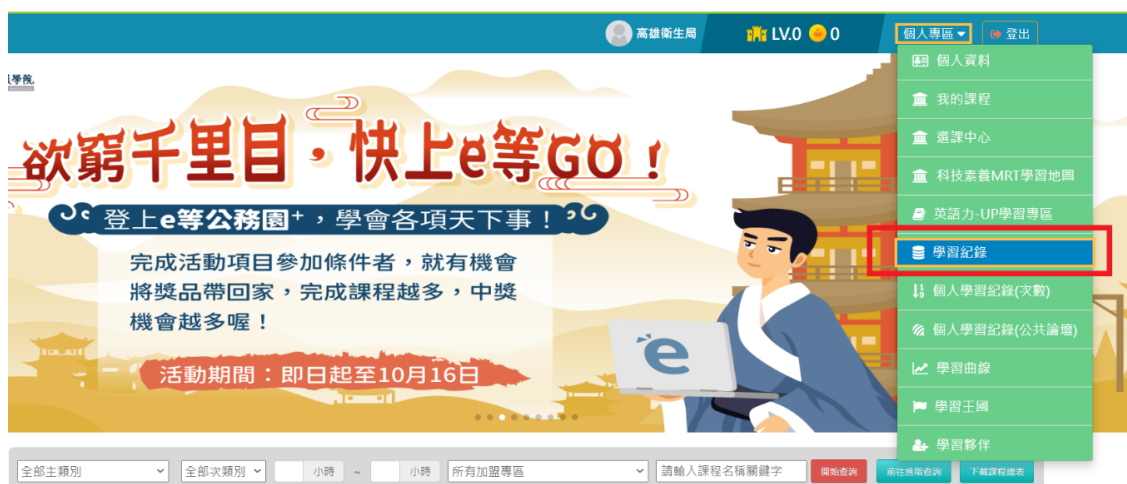 高雄衛生局
LV.0
0
個人專區
登出
個人資料
我的課程
選課中心
科技素養MRT學習地圖
英語力-UP學習專區
學習紀錄
個人學習紀錄(次數)
個人學習紀錄(公共論壇)
學習曲線
學習王國
學習夥伴
學院
欲窮千里目,快上e等GO!
登上e等公務園+,學會各項天下事!
完成活動項目參加條件者,就有機會
將獎品帶回家,完成課程越多,中獎
機會越多喔!
活動期間:即日起至10月16日
e
全部主類別
全部次類別
小時
~
小時
所有加盟專區
請輸入課程名稱關鍵字
開始查詢
前往進階查詢
下載課程總表